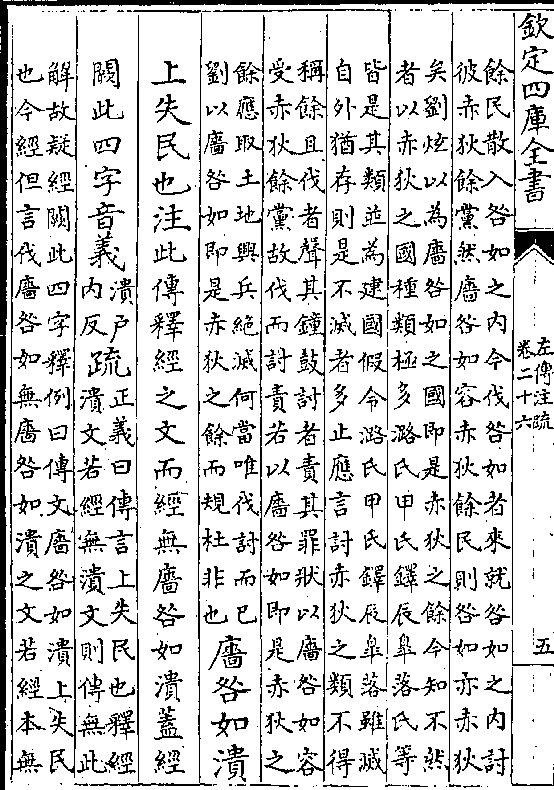 欽定四庫全書
左傳注疏
卷二十六
五
餘民散入咎如之内今伐咎如者來就咎如之内討
彼赤狄餘黨然廧咎如容赤狄餘民則咎如亦赤狄
矣劉炫以為廧咎如之國即是赤狄之餘今知不然
者以赤狄之國種類極多潞氏甲氏鐸辰臯落氏等
皆是其類並為建國假令潞氏甲氏鐸辰臯落雖滅
自外猶存則是不滅者多止應言討赤狄之類不得
稱餘且伐者聲其鐘鼓討者責其罪狀以廧咎如容
受赤狄餘黨故伐而討責若以廧咎如即是赤狄之
餘應取土地興兵絶滅何當唯伐討而已
劉以廧咎如即是赤狄之餘而規杜非也
廧咎如潰
上失民也注此傳釋經之文而經無廧咎如潰蓋經
闕此四字音義
潰户
内反
疏
正義曰傳言上失民也釋經
潰文若經無潰文則傳無此
解故疑經闕此四字釋例曰傳文廧咎如潰上失民
也今經但言伐廧咎如無廧咎如潰之文若經本無